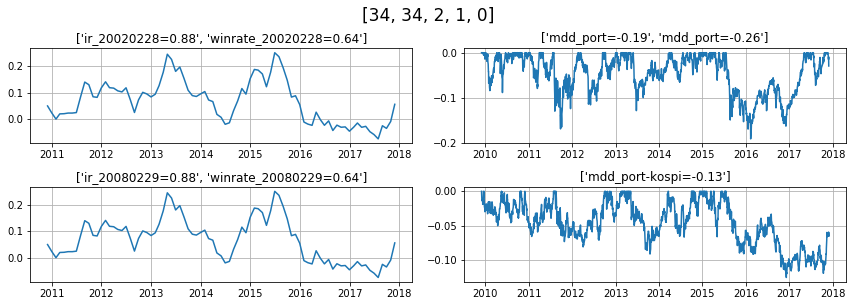 [34, 34, 2, 1, 0]
['ir_20020228=0.88', 'winrate_20020228=0.64']
0.2
0.1
0.0
2011 2012 2013 2014 2015 2016 2017 2018
['mdd_port=-0.19', 'mdd_port=-0.26']
0.0
−0.1
−0.2
2010 2011 2012 2013 2014 2015 2016 2017 2018
['ir_20080229=0.88', 'winrate_20080229=0.64']
0.2
0.1
0.0
2011 2012 2013 2014 2015 2016 2017 2018
['mdd_port-kospi=-0.13']
0.00
−0.05
−0.10
2010 2011 2012 2013 2014 2015 2016 2017 2018